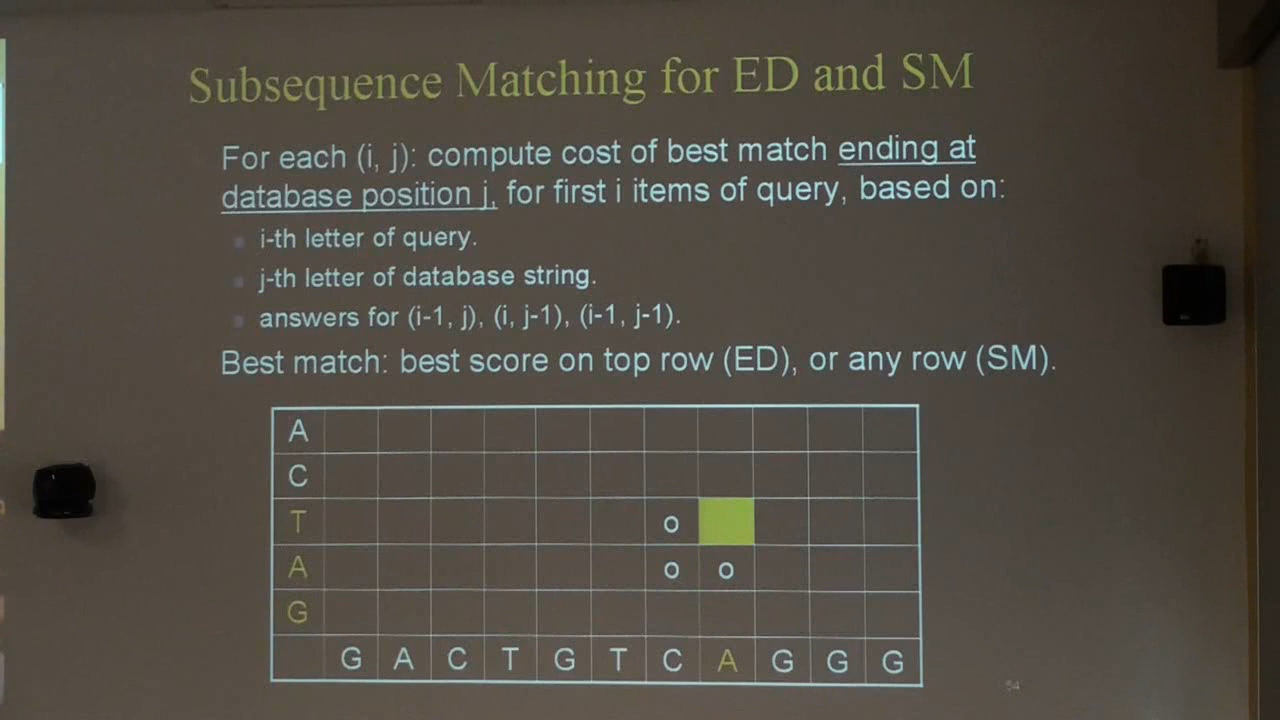 Subsequence Matching for ED and SM
For each (i, j): compute cost of best match ending at
database position j, for first i items of query, based on:
i-th letter of query.
j-th letter of database string.
answers for (i-1, j), (i, j-1), (i-1, j-1).
Best match: best score on top row (ED), or any row (SM).
A
C
T o
A o o
G
G A C T G T C A G G G
54